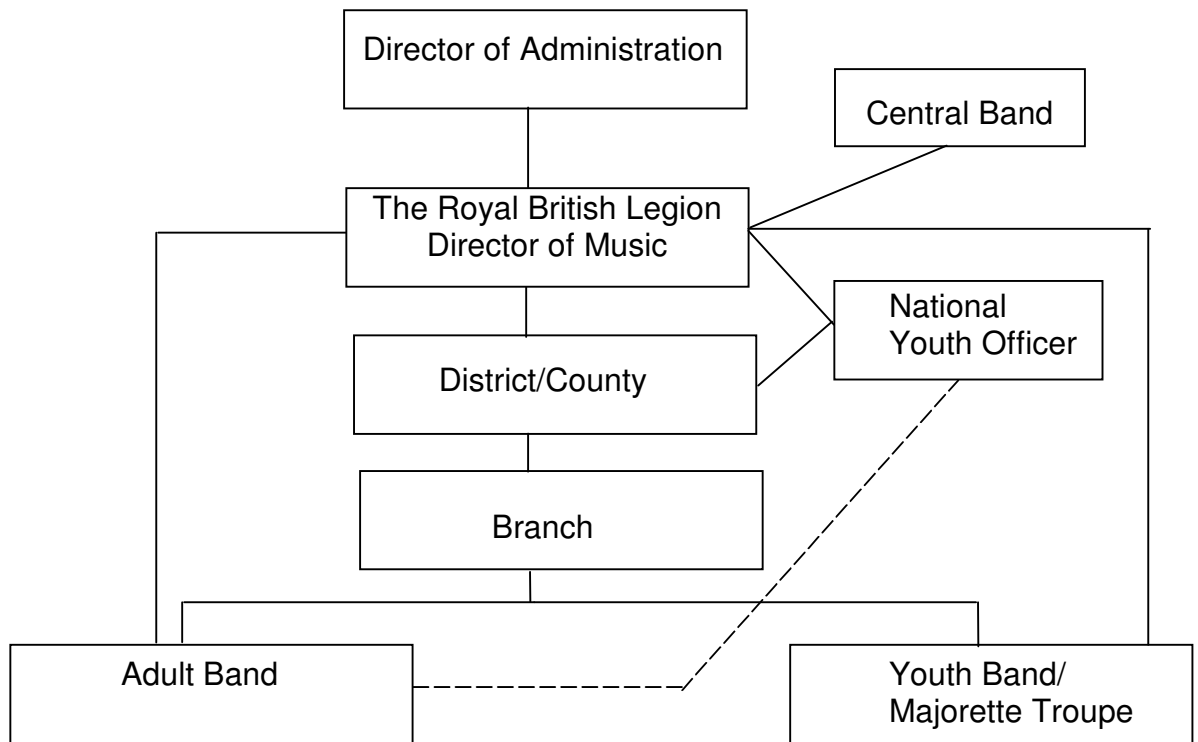 Director of Administration
Central Band
The Royal British Legion
Director of Music
National
Youth Officer
District/County
Branch
Adult Band
Youth Band/
Majorette Troupe